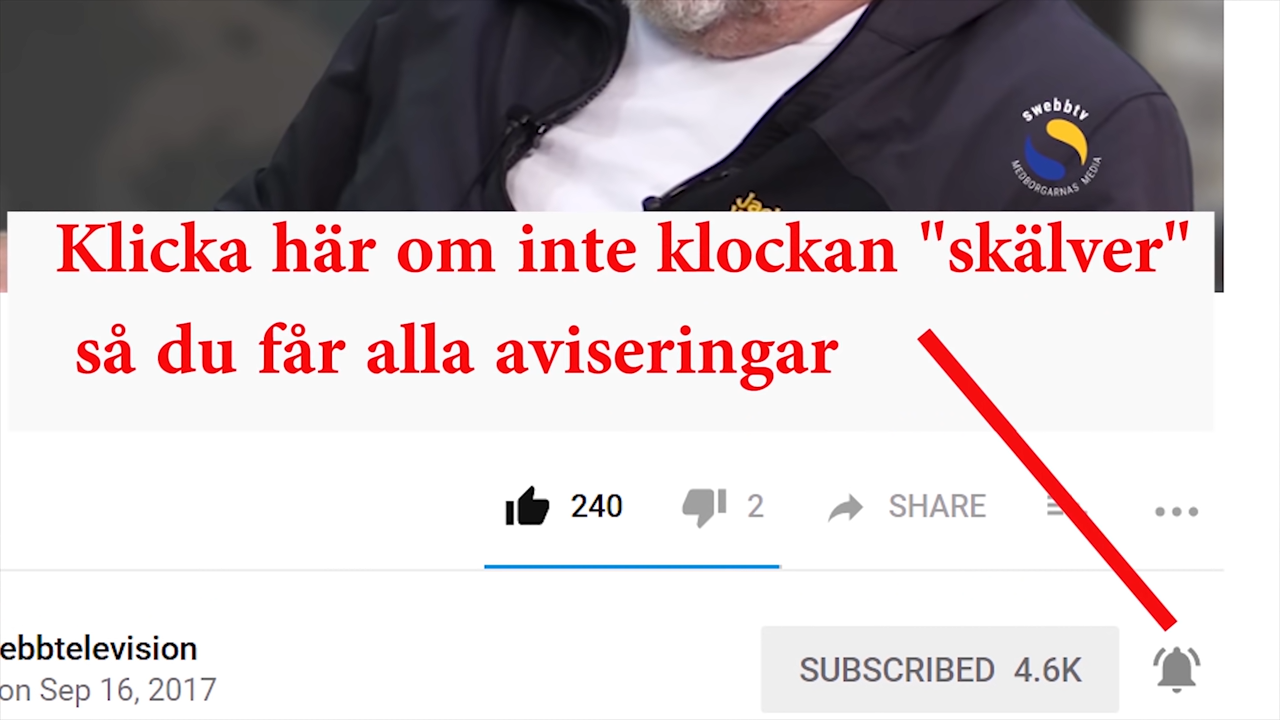 swebbtv
MEDBORGARNAS MEDIA
Klicka här om inte klockan "skälver"
så du får alla aviseringar
240
2
SHARE
ebbtelevision
on Sep 16, 2017
SUBSCRIBED 4.6K